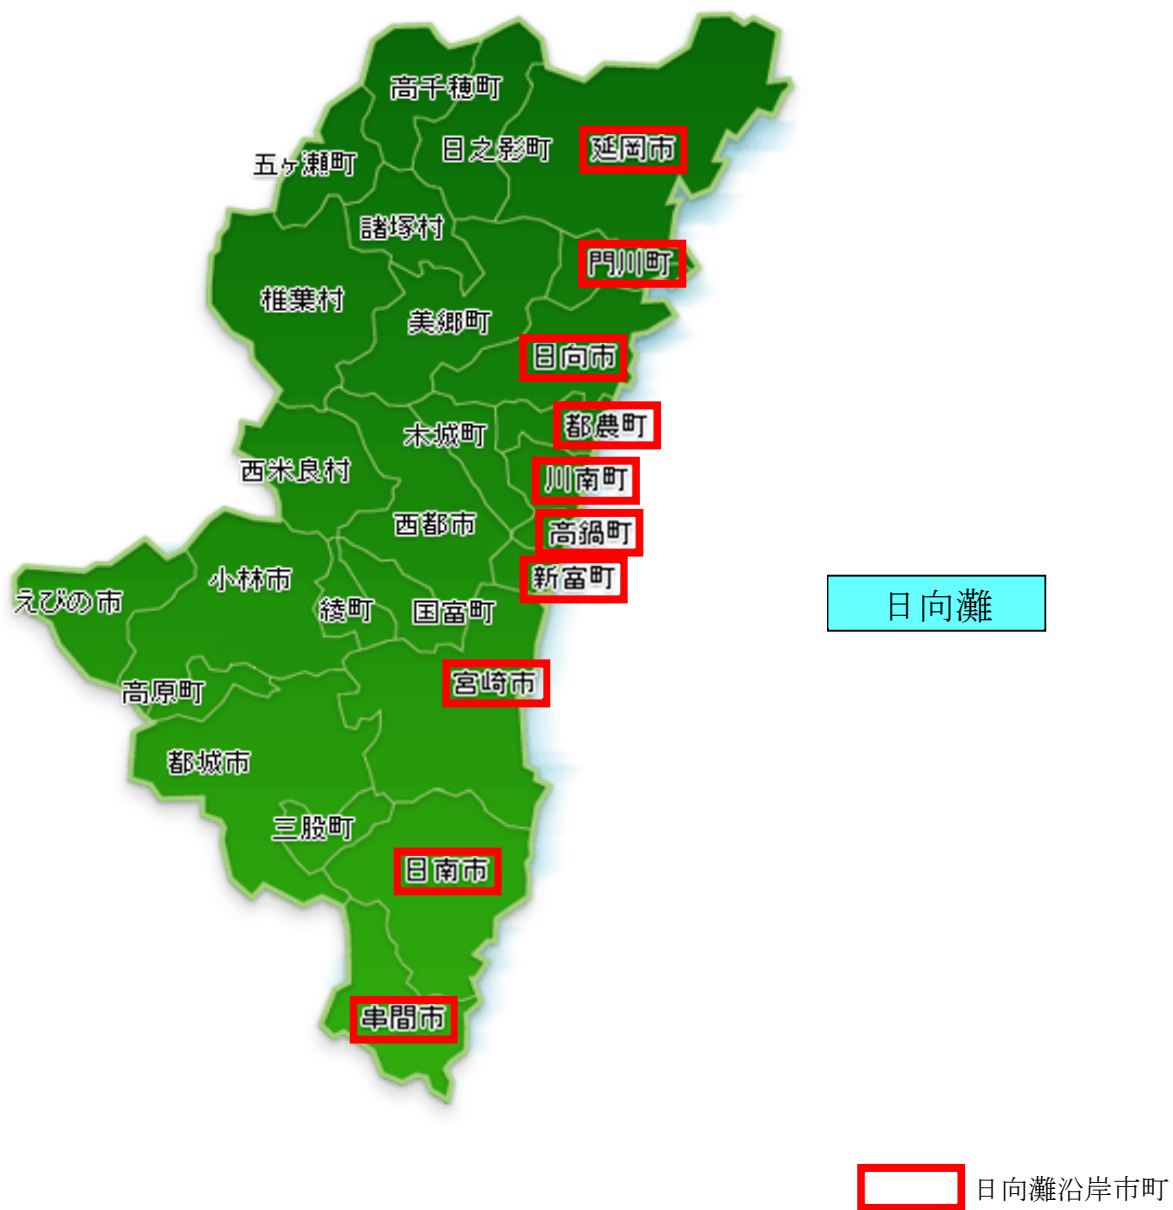 高千穂町
日之影町
延岡市
五ヶ瀬町
諸塚村
門川町
椎葉村
美郷町
日向市
都農町
木城町
西米良村
川南町
西都市
高鍋町
新富町
小林市
えびの市
綾町
国富町
日向灘
宮崎市
高原町
都城市
三股町
日南市
串間市
日向灘沿岸市町